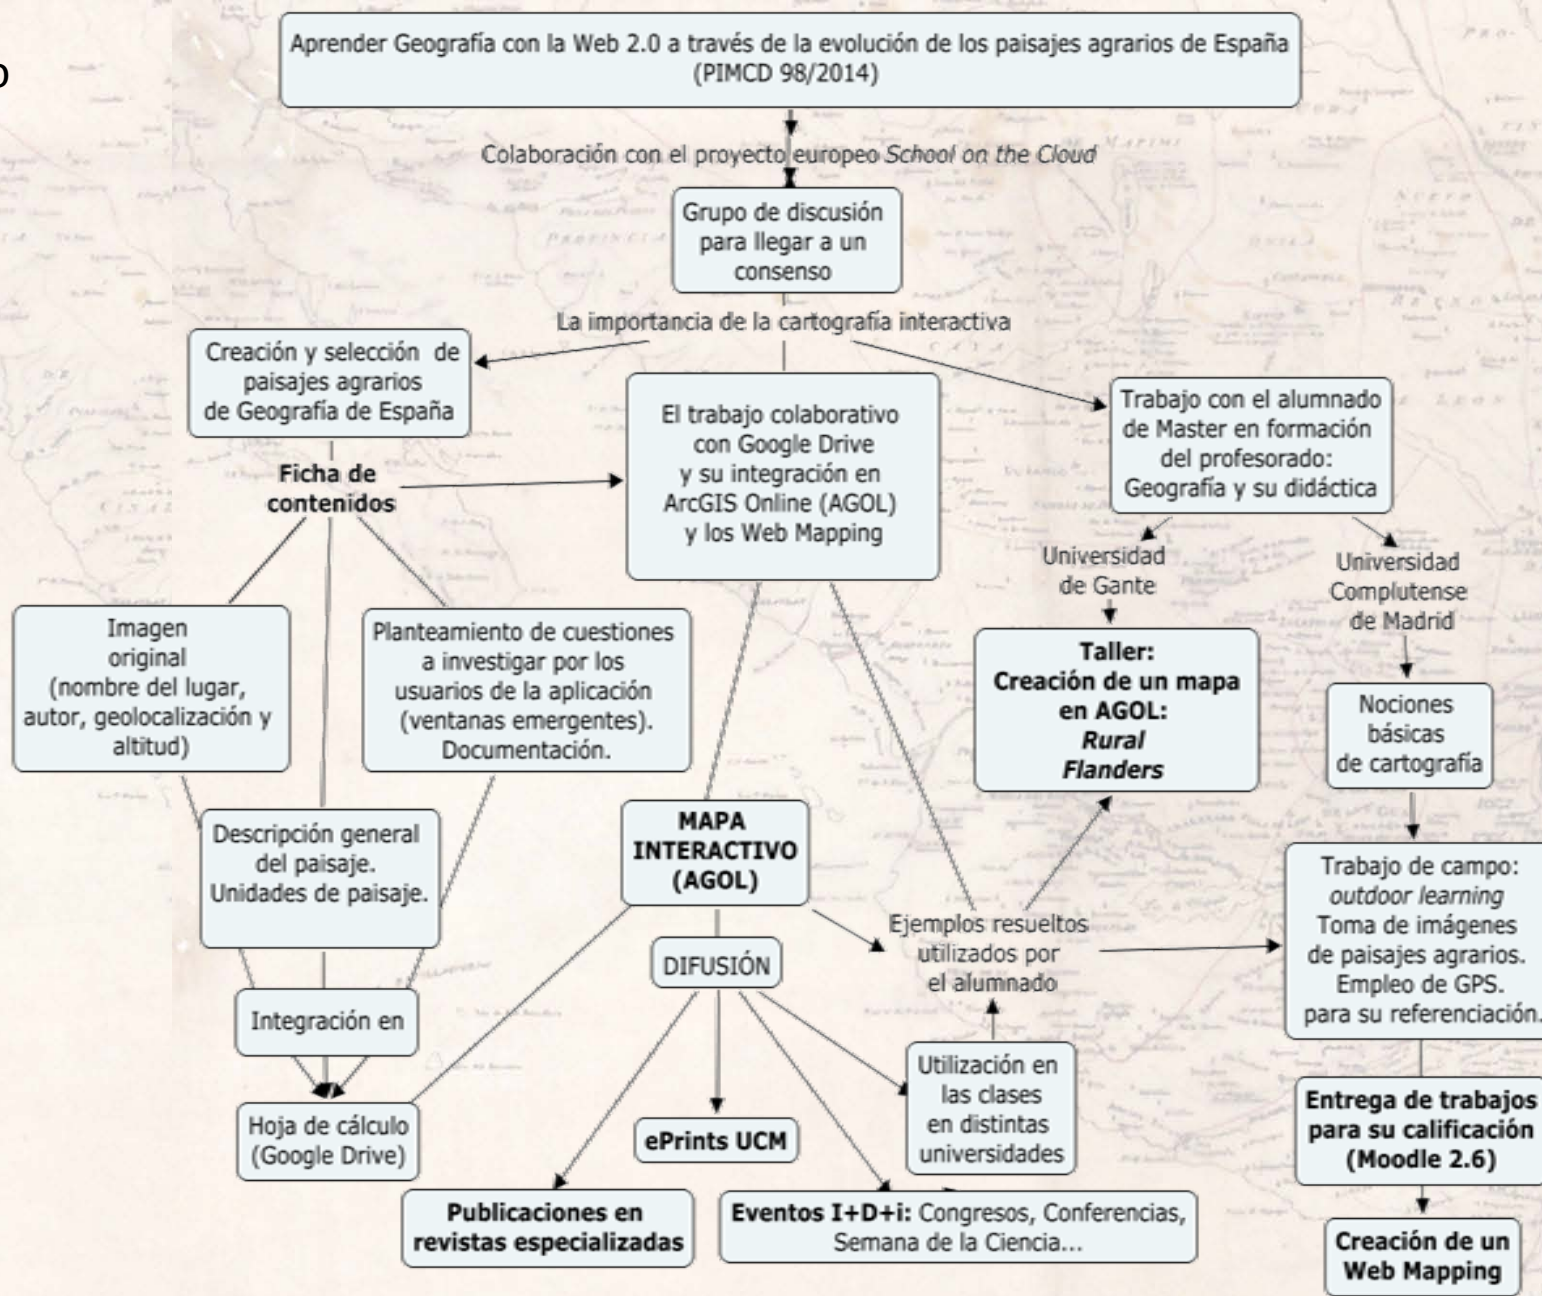 o
Aprender Geografía con la Web 2.0 a través de la evolución de los paisajes agrarios de España
(PIMCD 98/2014)
Colaboración con el proyecto europeo School on the Cloud
Grupo de discusión
para llegar a un
consenso
La importancia de la cartografía interactiva
Creación y selección de
paisajes agrarios
de Geografía de España
El trabajo colaborativo
con Google Drive
y su integración en
ArcGIS Online (AGOL)
y los Web Mapping
Trabajo con el alumnado
de Master en formación
del profesorado:
Geografía y su didáctica
Ficha de
contenidos
Universidad
de Gante
Universidad
Complutense
de Madrid
Imagen
original
(nombre del lugar,
autor, geolocalización y
altitud)
Planteamiento de cuestiones
a investigar por los
usuarios de la aplicación
(ventanas emergentes).
Documentación.
Taller:
Creación de un mapa
en AGOL:
Rural
Flanders
Nociones
básicas
de cartografía
Descripción general
del paisaje.
Unidades de paisaje.
MAPA
INTERACTIVO
(AGOL)
Trabajo de campo:
outdoor learning
Toma de imágenes
de paisajes agrarios.
Empleo de GPS.
para su referenciación.
Ejemplos resueltos
utilizados por
el alumnado
DIFUSIÓN
Integración en
Utilización en
las clases
en distintas
universidades
Hoja de cálculo
(Google Drive)
ePrints UCM
Entrega de trabajos
para su calificación
(Moodle 2.6)
Publicaciones en
revistas especializadas
Eventos I+D+i: Congresos, Conferencias,
Semana de la Ciencia...
Creación de un
Web Mapping